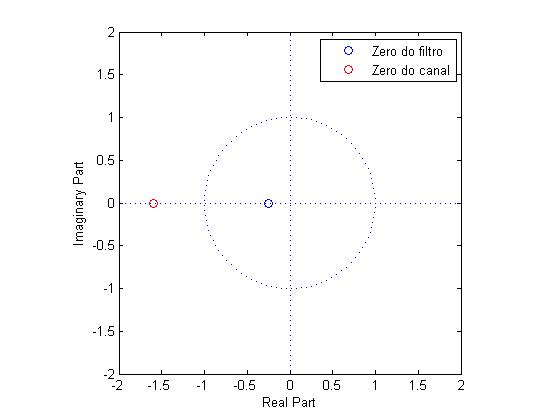 2
1.5
1
0.5
0
-0.5
-1
-1.5
-2
Imaginary Part
Zero do filtro
Zero do canal
-2 -1.5 -1 -0.5 0 0.5 1 1.5 2
Real Part